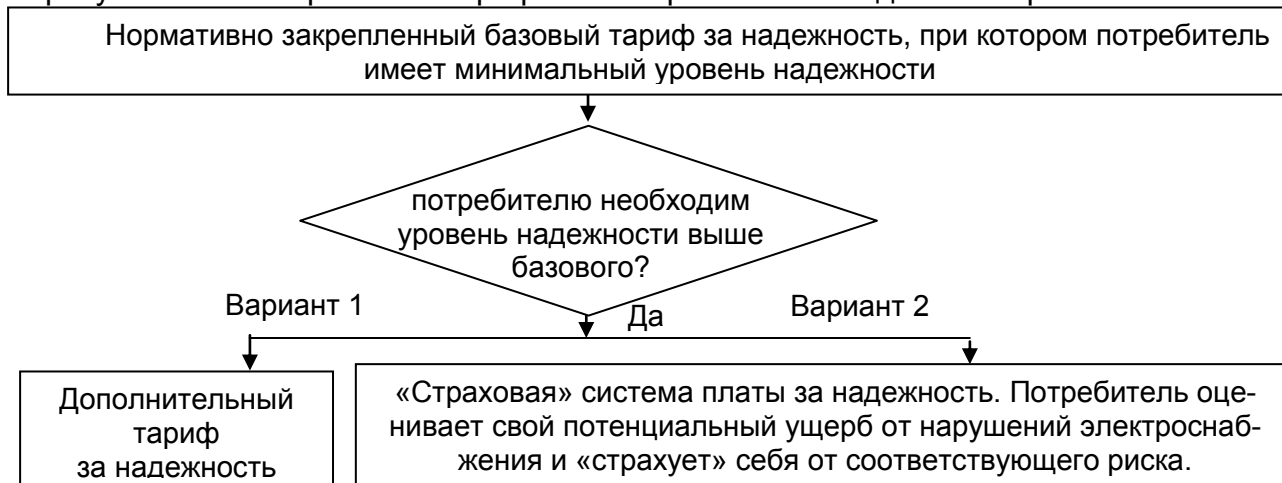 Нормативно закрепленный базовый тариф за надежность, при котором потребитель
имеет минимальный уровень надежности
потребителю необходим
уровень надежности выше
базового?
Вариант 1
Да
Вариант 2
Дополнительный
тариф
за надежность
«Страховая» система платы за надежность. Потребитель оце-
нивает свой потенциальный ущерб от нарушений электроснаб-
жения и «страхует» себя от соответствующего риска.